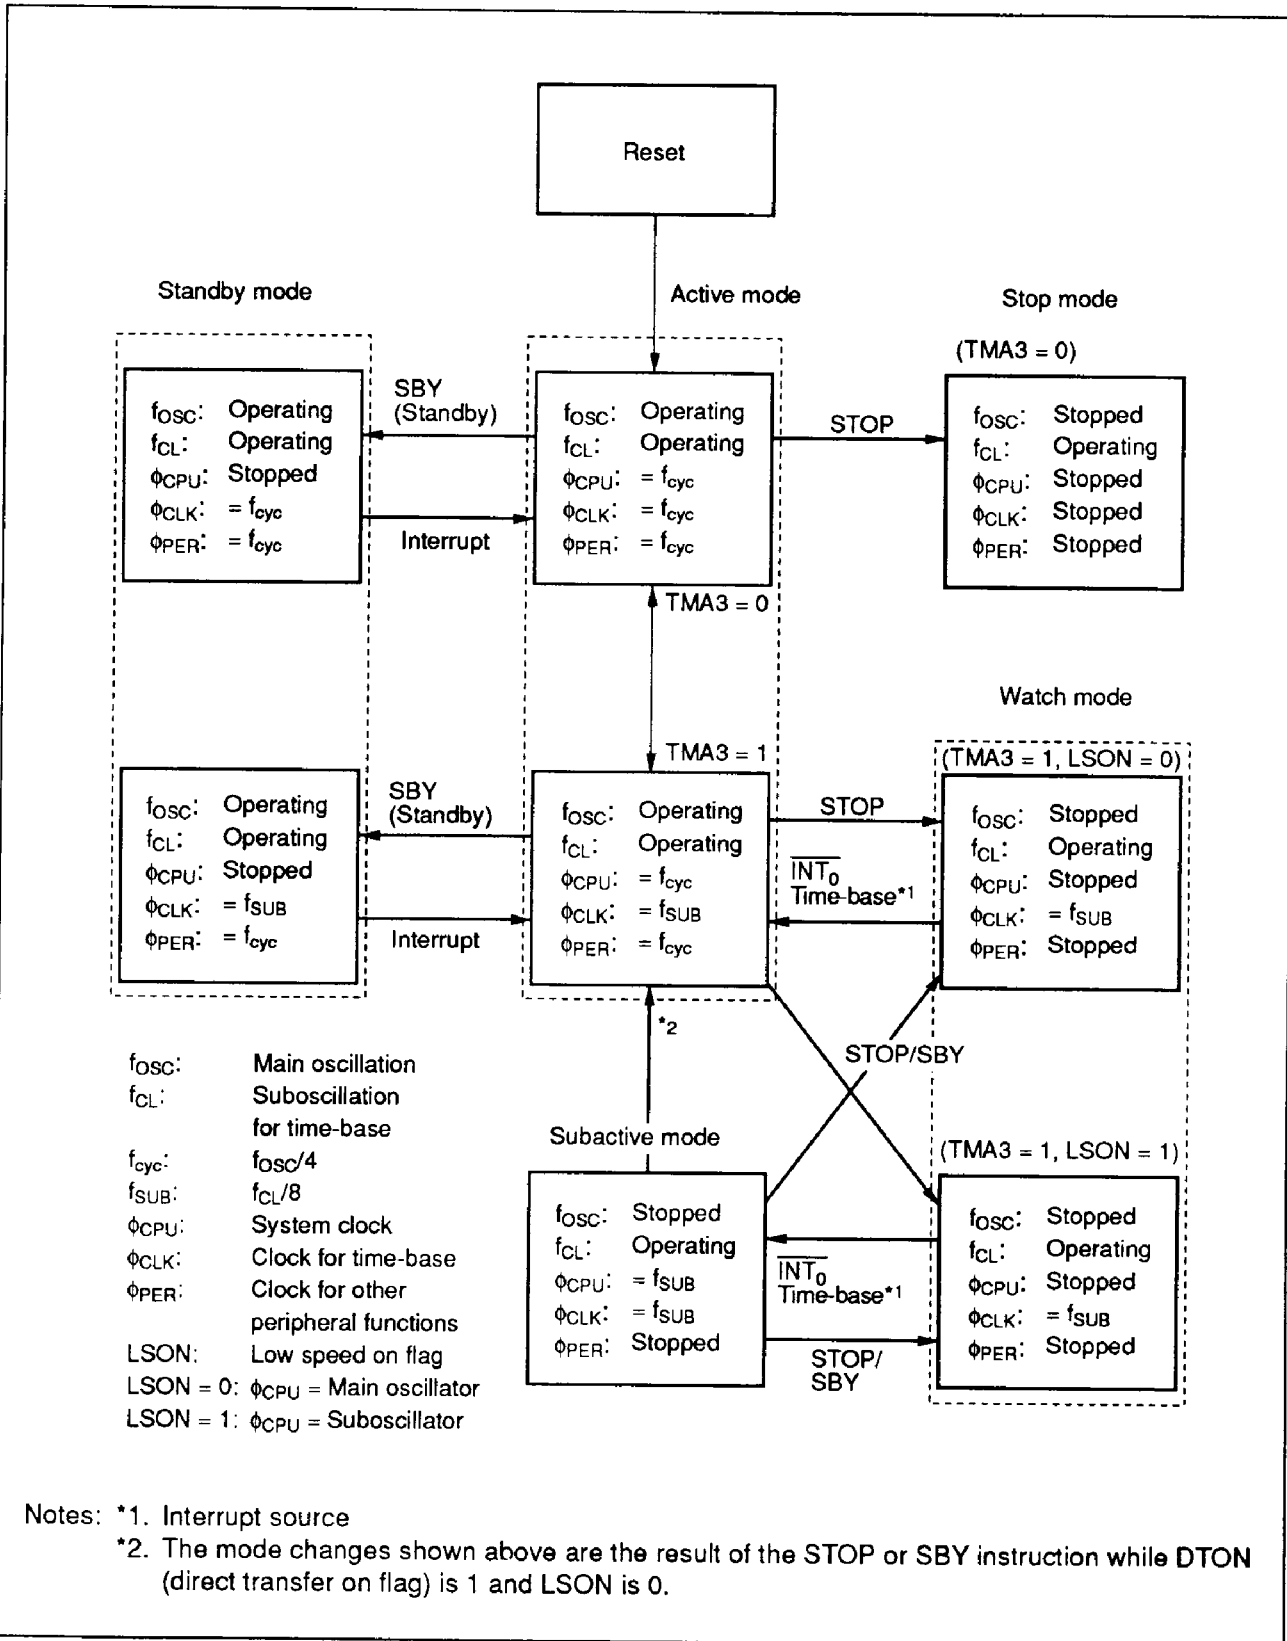 Reset
Standby mode
Active mode
Stop mode
(TMA3 = 0)
fOSC: Operating
fCL: Operating
ϕCPU: Stopped
ϕCLK: = fcyc
ϕPER: = fcyc
SBY
(Standby)
Interrupt
fOSC: Operating
fCL: Operating
ϕCPU: = fcyc
ϕCLK: = fcyc
ϕPER: = fcyc
STOP
fOSC: Stopped
fCL: Operating
ϕCPU: Stopped
ϕCLK: Stopped
ϕPER: Stopped
TMA3 = 0
TMA3 = 1
Watch mode
(TMA3 = 1, LSON = 0)
fOSC: Operating
fCL: Operating
ϕCPU: Stopped
ϕCLK: = fSUB
ϕPER: = fcyc
SBY
(Standby)
Interrupt
fOSC: Operating
fCL: Operating
ϕCPU: = fcyc
ϕCLK: = fSUB
ϕPER: = fcyc
STOP
INT0
Time-base*1
fOSC: Stopped
fCL: Operating
ϕCPU: Stopped
ϕCLK: = fSUB
ϕPER: Stopped
*2
STOP/SBY
Subactive mode
(TMA3 = 1, LSON = 1)
fOSC: Stopped
fCL: Operating
ϕCPU: = fSUB
ϕCLK: = fSUB
ϕPER: Stopped
INT0
Time-base*1
STOP/
SBY
fOSC: Stopped
fCL: Operating
ϕCPU: Stopped
ϕCLK: = fSUB
ϕPER: Stopped
fOSC: Main oscillation
fCL: Suboscillation
for time-base
fcyc: fOSC/4
fSUB: fCL/8
ϕCPU: System clock
ϕCLK: Clock for time-base
ϕPER: Clock for other
peripheral functions
LSON: Low speed on flag
LSON = 0: ϕCPU = Main oscillator
LSON = 1: ϕCPU = Suboscillator
Notes: *1. Interrupt source
*2. The mode changes shown above are the result of the STOP or SBY instruction while DTON
(direct transfer on flag) is 1 and LSON is 0.